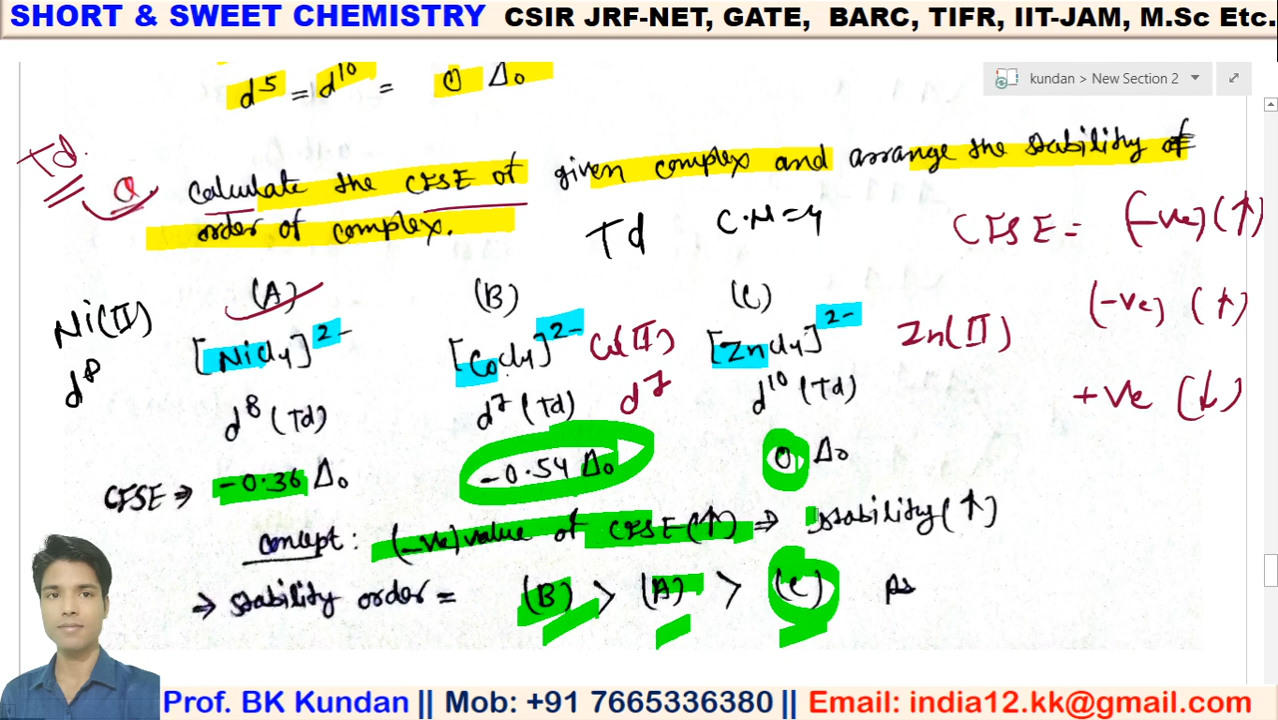 SHORT & SWEET CHEMISTRY CSIR JRF-NET, GATE, BARC, TIFR, IIT-JAM, M.Sc Etc.
kundan > New Section 2
d⁵ = d¹⁰ = 0 Δo
Td.
Q. Calculate the CFSE of given complex and arrange the stability of
order of complex. Td C.N=4
CFSE = (-ve) (↑)
(A) (B) (C) (-ve) (↑)
Ni(II) [NiCl4]²⁻ [CoCl4]²⁻ Co(II) [ZnCl4]²⁻ Zn(II)
d⁸ +ve (↓)
d⁸ (Td) d⁷ (Td) d⁷ d¹⁰ (Td)
CFSE ⇒ -0.36 Δo -0.54 Δo 0 Δo
concept: (-ve) value of CFSE (↑) ⇒ stability (↑)
⇒ stability order = (B) > (A) > (C)
Prof. BK Kundan || Mob: +91 7665336380 || Email: india12.kk@gmail.com